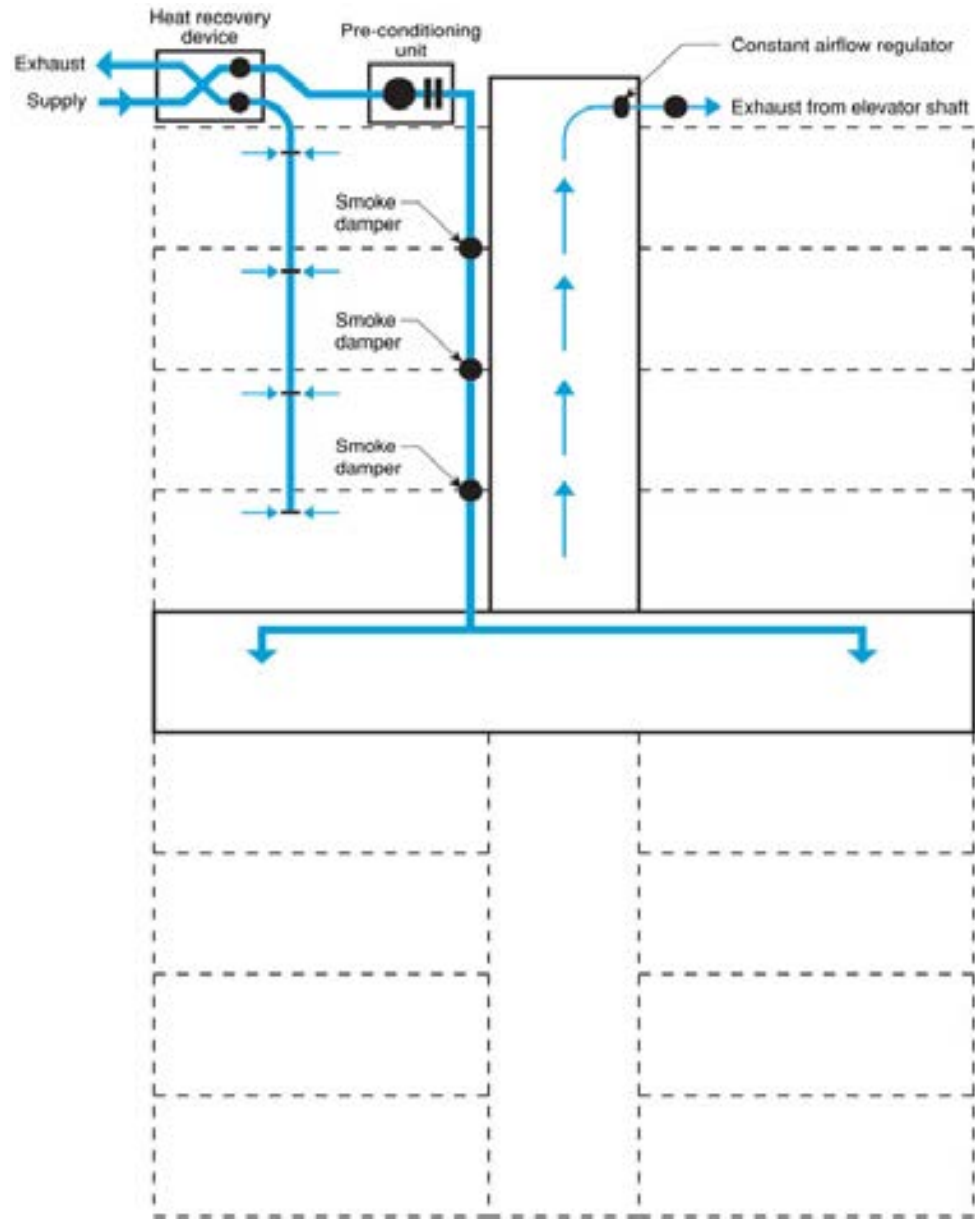 Heat recovery
device
Pre-conditioning
unit
Constant airflow regulator
Exhaust
Supply
Exhaust from elevator shaft
Smoke
damper
Smoke
damper
Smoke
damper